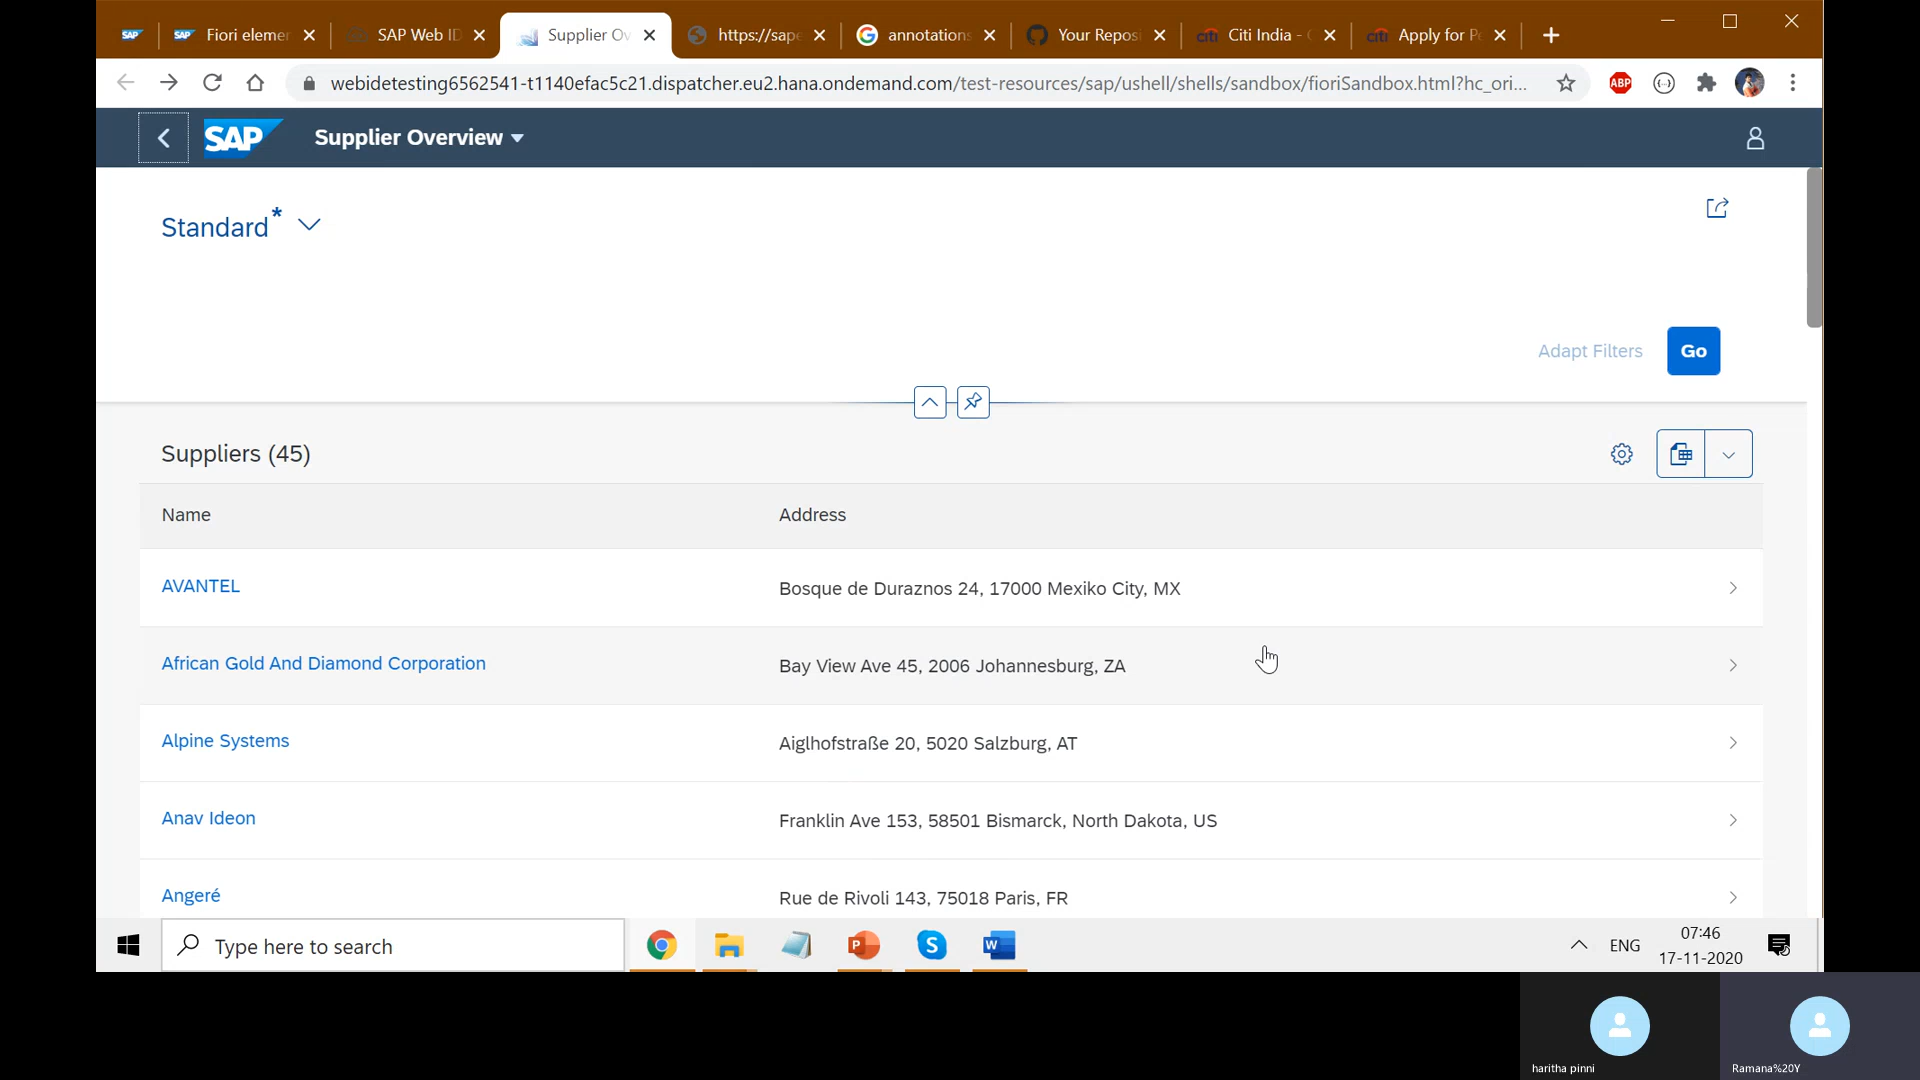 SAP
SAP Fiori elemen
SAP Web ID
Supplier Ov
https://sape
annotations
Your Reposi
Citi India - C
Apply for Pe
webidetesting6562541-t1140efac5c21.dispatcher.eu2.hana.ondemand.com/test-resources/sap/ushell/shells/sandbox/fioriSandbox.html?hc_ori...
ABP
SAP Supplier Overview
Standard*
Adapt Filters Go
Suppliers (45)
Name Address
AVANTEL Bosque de Duraznos 24, 17000 Mexiko City, MX
African Gold And Diamond Corporation Bay View Ave 45, 2006 Johannesburg, ZA
Alpine Systems Aiglhofstraße 20, 5020 Salzburg, AT
Anav Ideon Franklin Ave 153, 58501 Bismarck, North Dakota, US
Angeré Rue de Rivoli 143, 75018 Paris, FR
Type here to search
ENG
07:46
17-11-2020
haritha pinni
Ramana%20Y